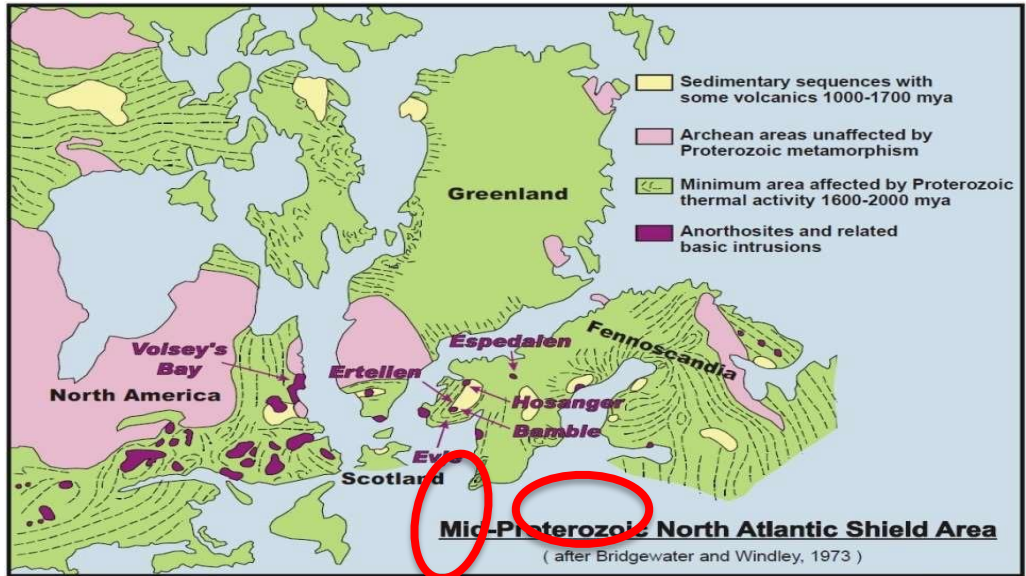 Sedimentary sequences with
some volcanics 1000-1700 mya
Archean areas unaffected by
Proterozoic metamorphism
Greenland
Minimum area affected by Proterozoic
thermal activity 1600-2000 mya
Anorthosites and related
basic intrusions
Fennoscandia
Volsey's
Bay
Espedalen
Ertellen
North America
Hosanger
Bamble
Evje
Scotland
Mid-Proterozoic North Atlantic Shield Area
( after Bridgewater and Windley, 1973 )